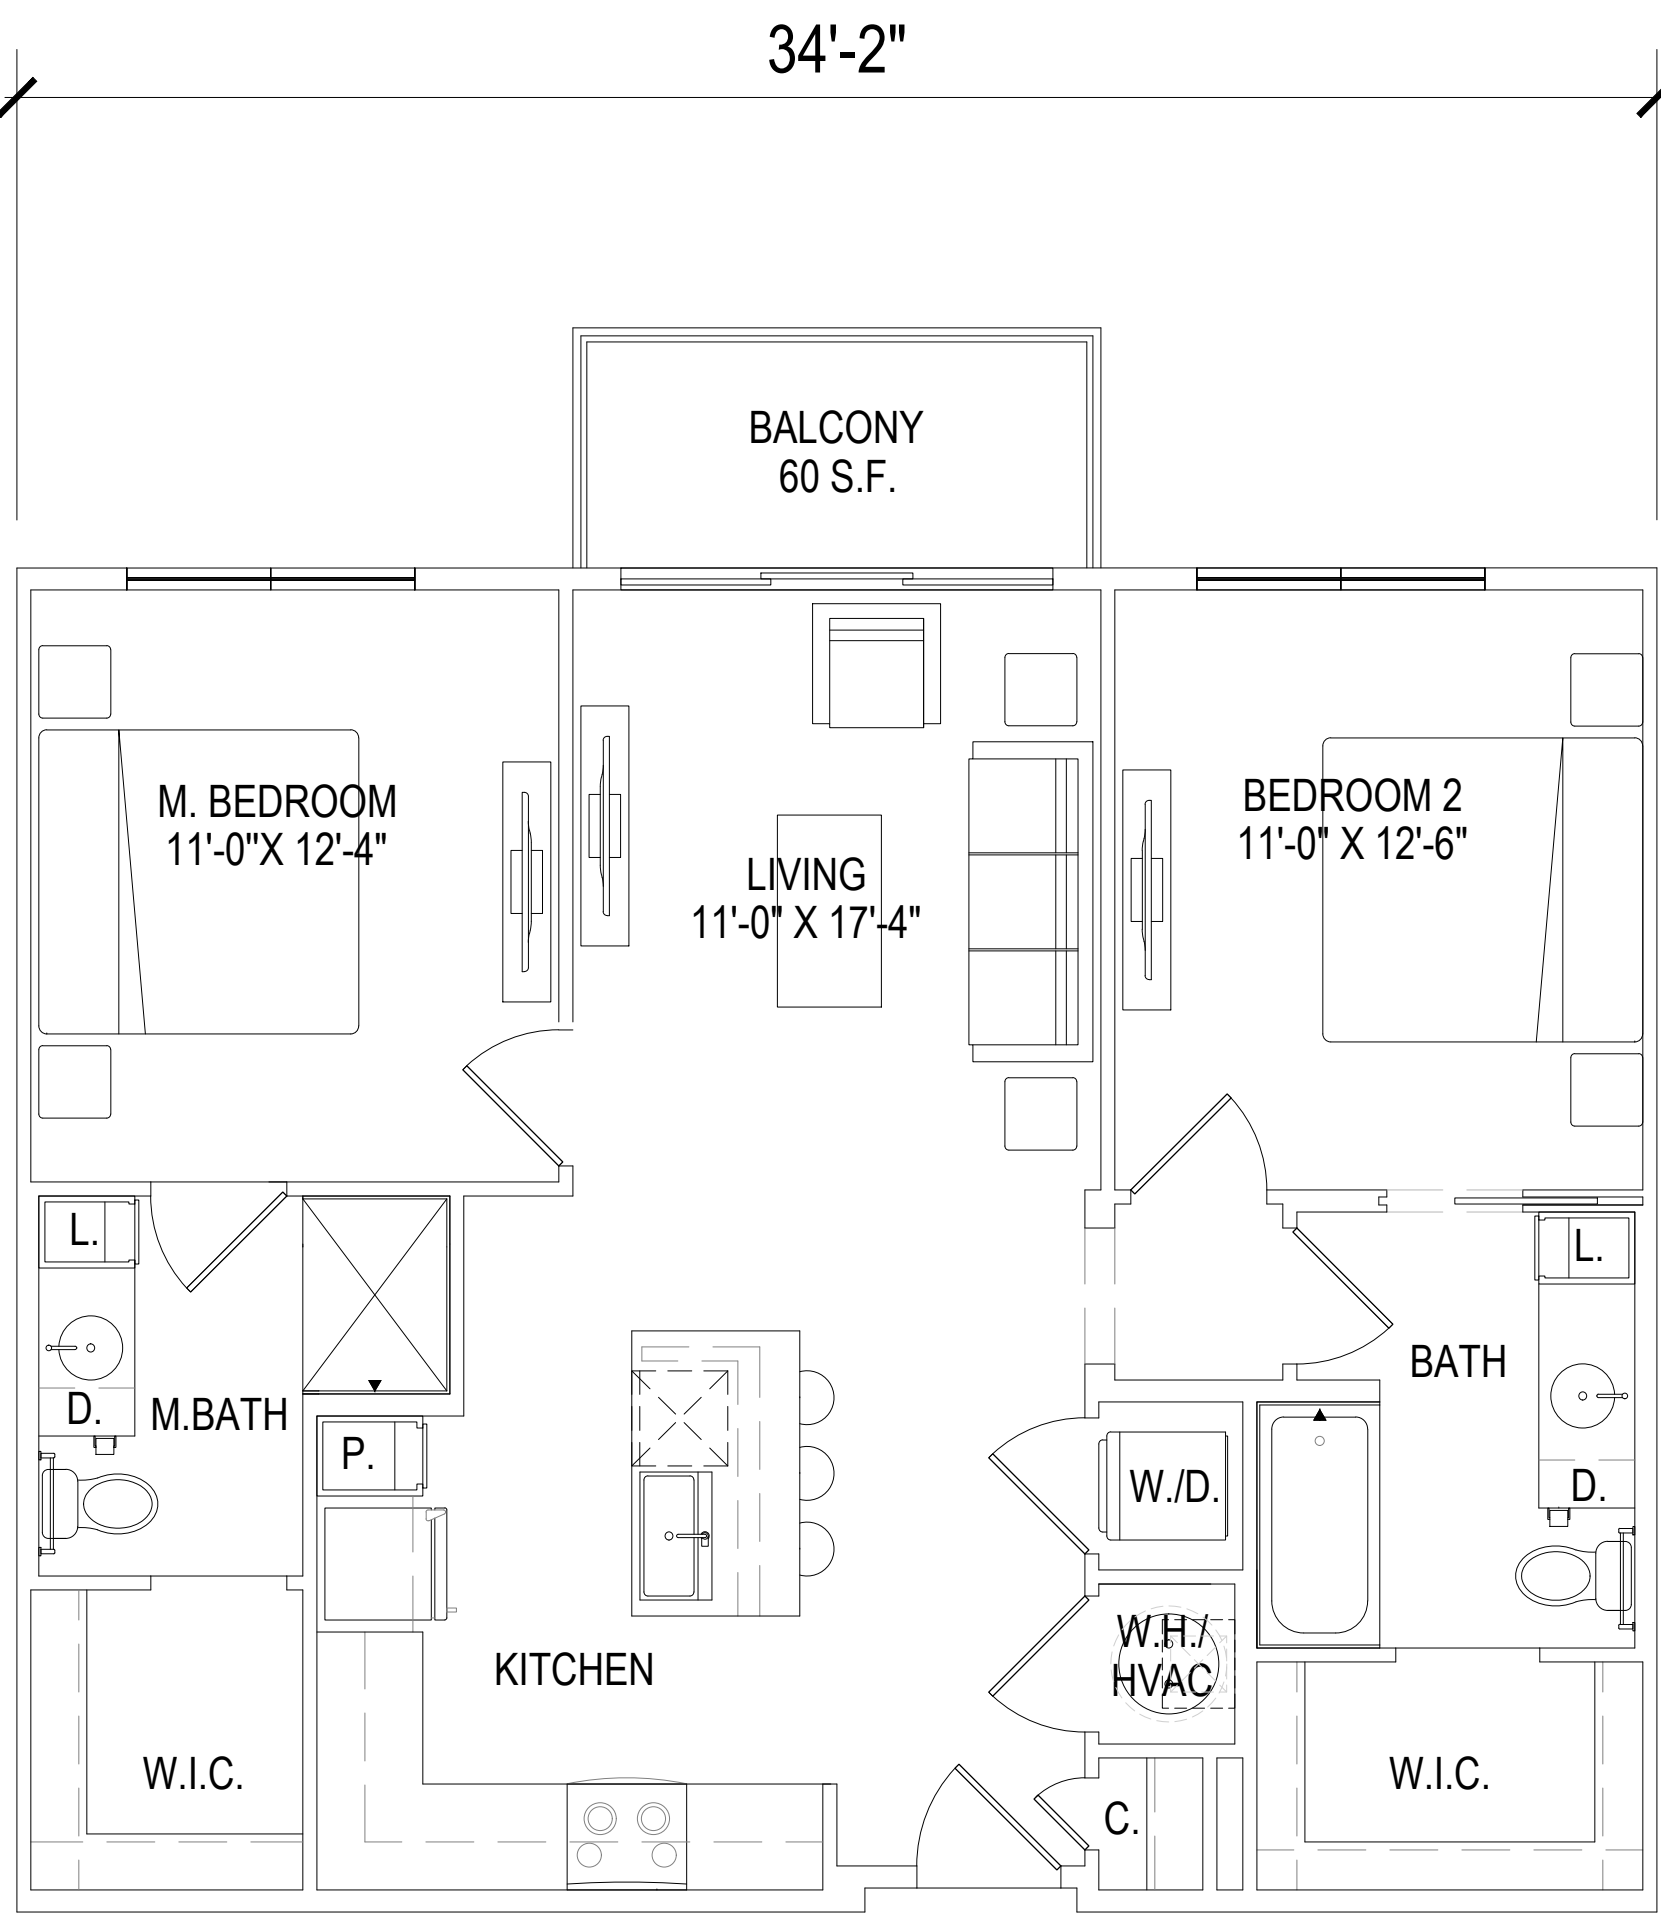 34'-2"
BALCONY
60 S.F.
M. BEDROOM
11'-0"X 12'-4"
BEDROOM 2
11'-0" X 12'-6"
LIVING
11'-0" X 17'-4"
L.
L.
BATH
D.
M.BATH
P.
W./D.
D.
W.H./
HVAC
KITCHEN
W.I.C.
W.I.C.
C.